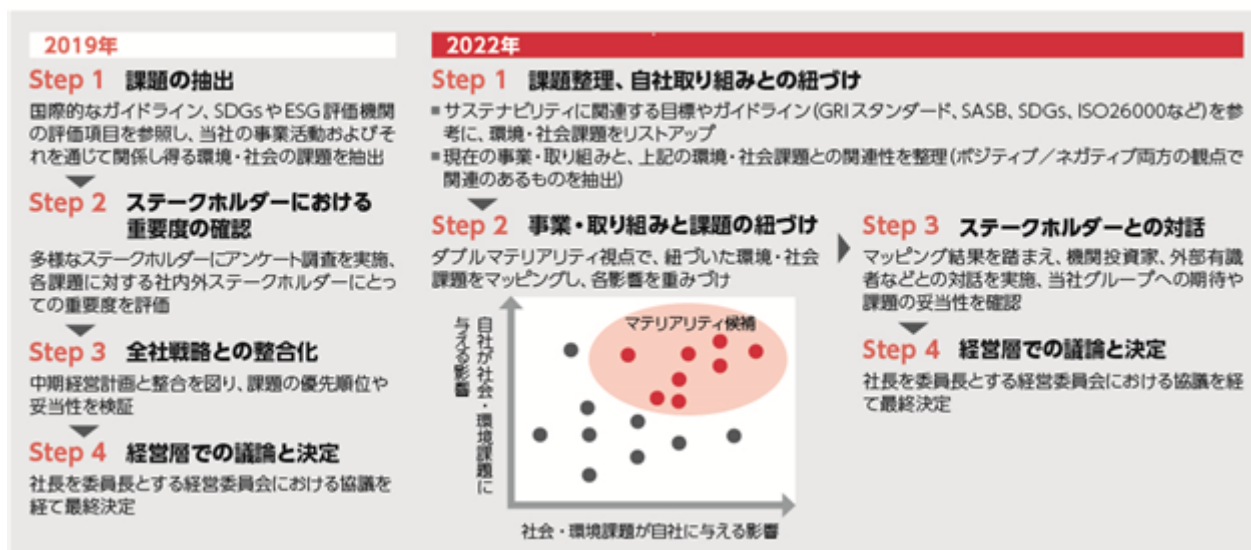 2019年
Step 1 課題の抽出
国際的なガイドライン、SDGsやESG評価機関
の評価項目を参照し、当社の事業活動およびそ
れを通じて関係し得る環境・社会の課題を抽出
Step 2 ステークホルダーにおける
重要度の確認
多様なステークホルダーにアンケート調査を実施、
各課題に対する社内外ステークホルダーにとっ
ての重要度を評価
Step 3 全社戦略との整合化
中期経営計画と整合を図り、課題の優先順位や
妥当性を検証
Step 4 経営層での議論と決定
社長を委員長とする経営委員会における協議を
経て最終決定
2022年
Step 1 課題整理、自社取り組みとの紐づけ
■サステナビリティに関連する目標やガイドライン(GRIスタンダード、SASB、SDGs、ISO26000など)を参
考に、環境・社会課題をリストアップ
■現在の事業・取り組みと、上記の環境・社会課題との関連性を整理(ポジティブ/ネガティブ両方の観点で
関連のあるものを抽出)
Step 2 事業・取り組みと課題の紐づけ
ダブルマテリアリティ視点で、紐づいた環境・社会
課題をマッピングし、各影響を重みづけ
自社が社会・環境課題に
与える影響
マテリアリティ候補
社会・環境課題が自社に与える影響
Step 3 ステークホルダーとの対話
マッピング結果を踏まえ、機関投資家、外部有識
者などとの対話を実施、当社グループへの期待や
課題の妥当性を確認
Step 4 経営層での議論と決定
社長を委員長とする経営委員会における協議を経
て最終決定